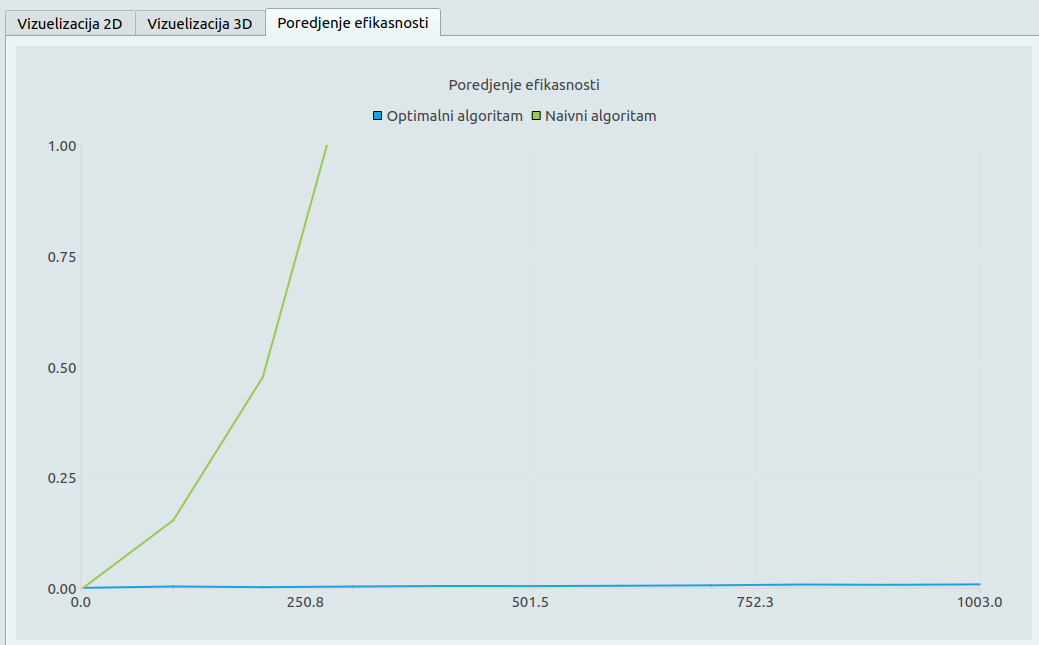 Vizuelizacija 2D
Vizuelizacija 3D
Poredjenje efikasnosti
Poredjenje efikasnosti
Optimalni algoritam
Naivni algoritam
1.00
0.75
0.50
0.25
0.00
0.0
250.8
501.5
752.3
1003.0